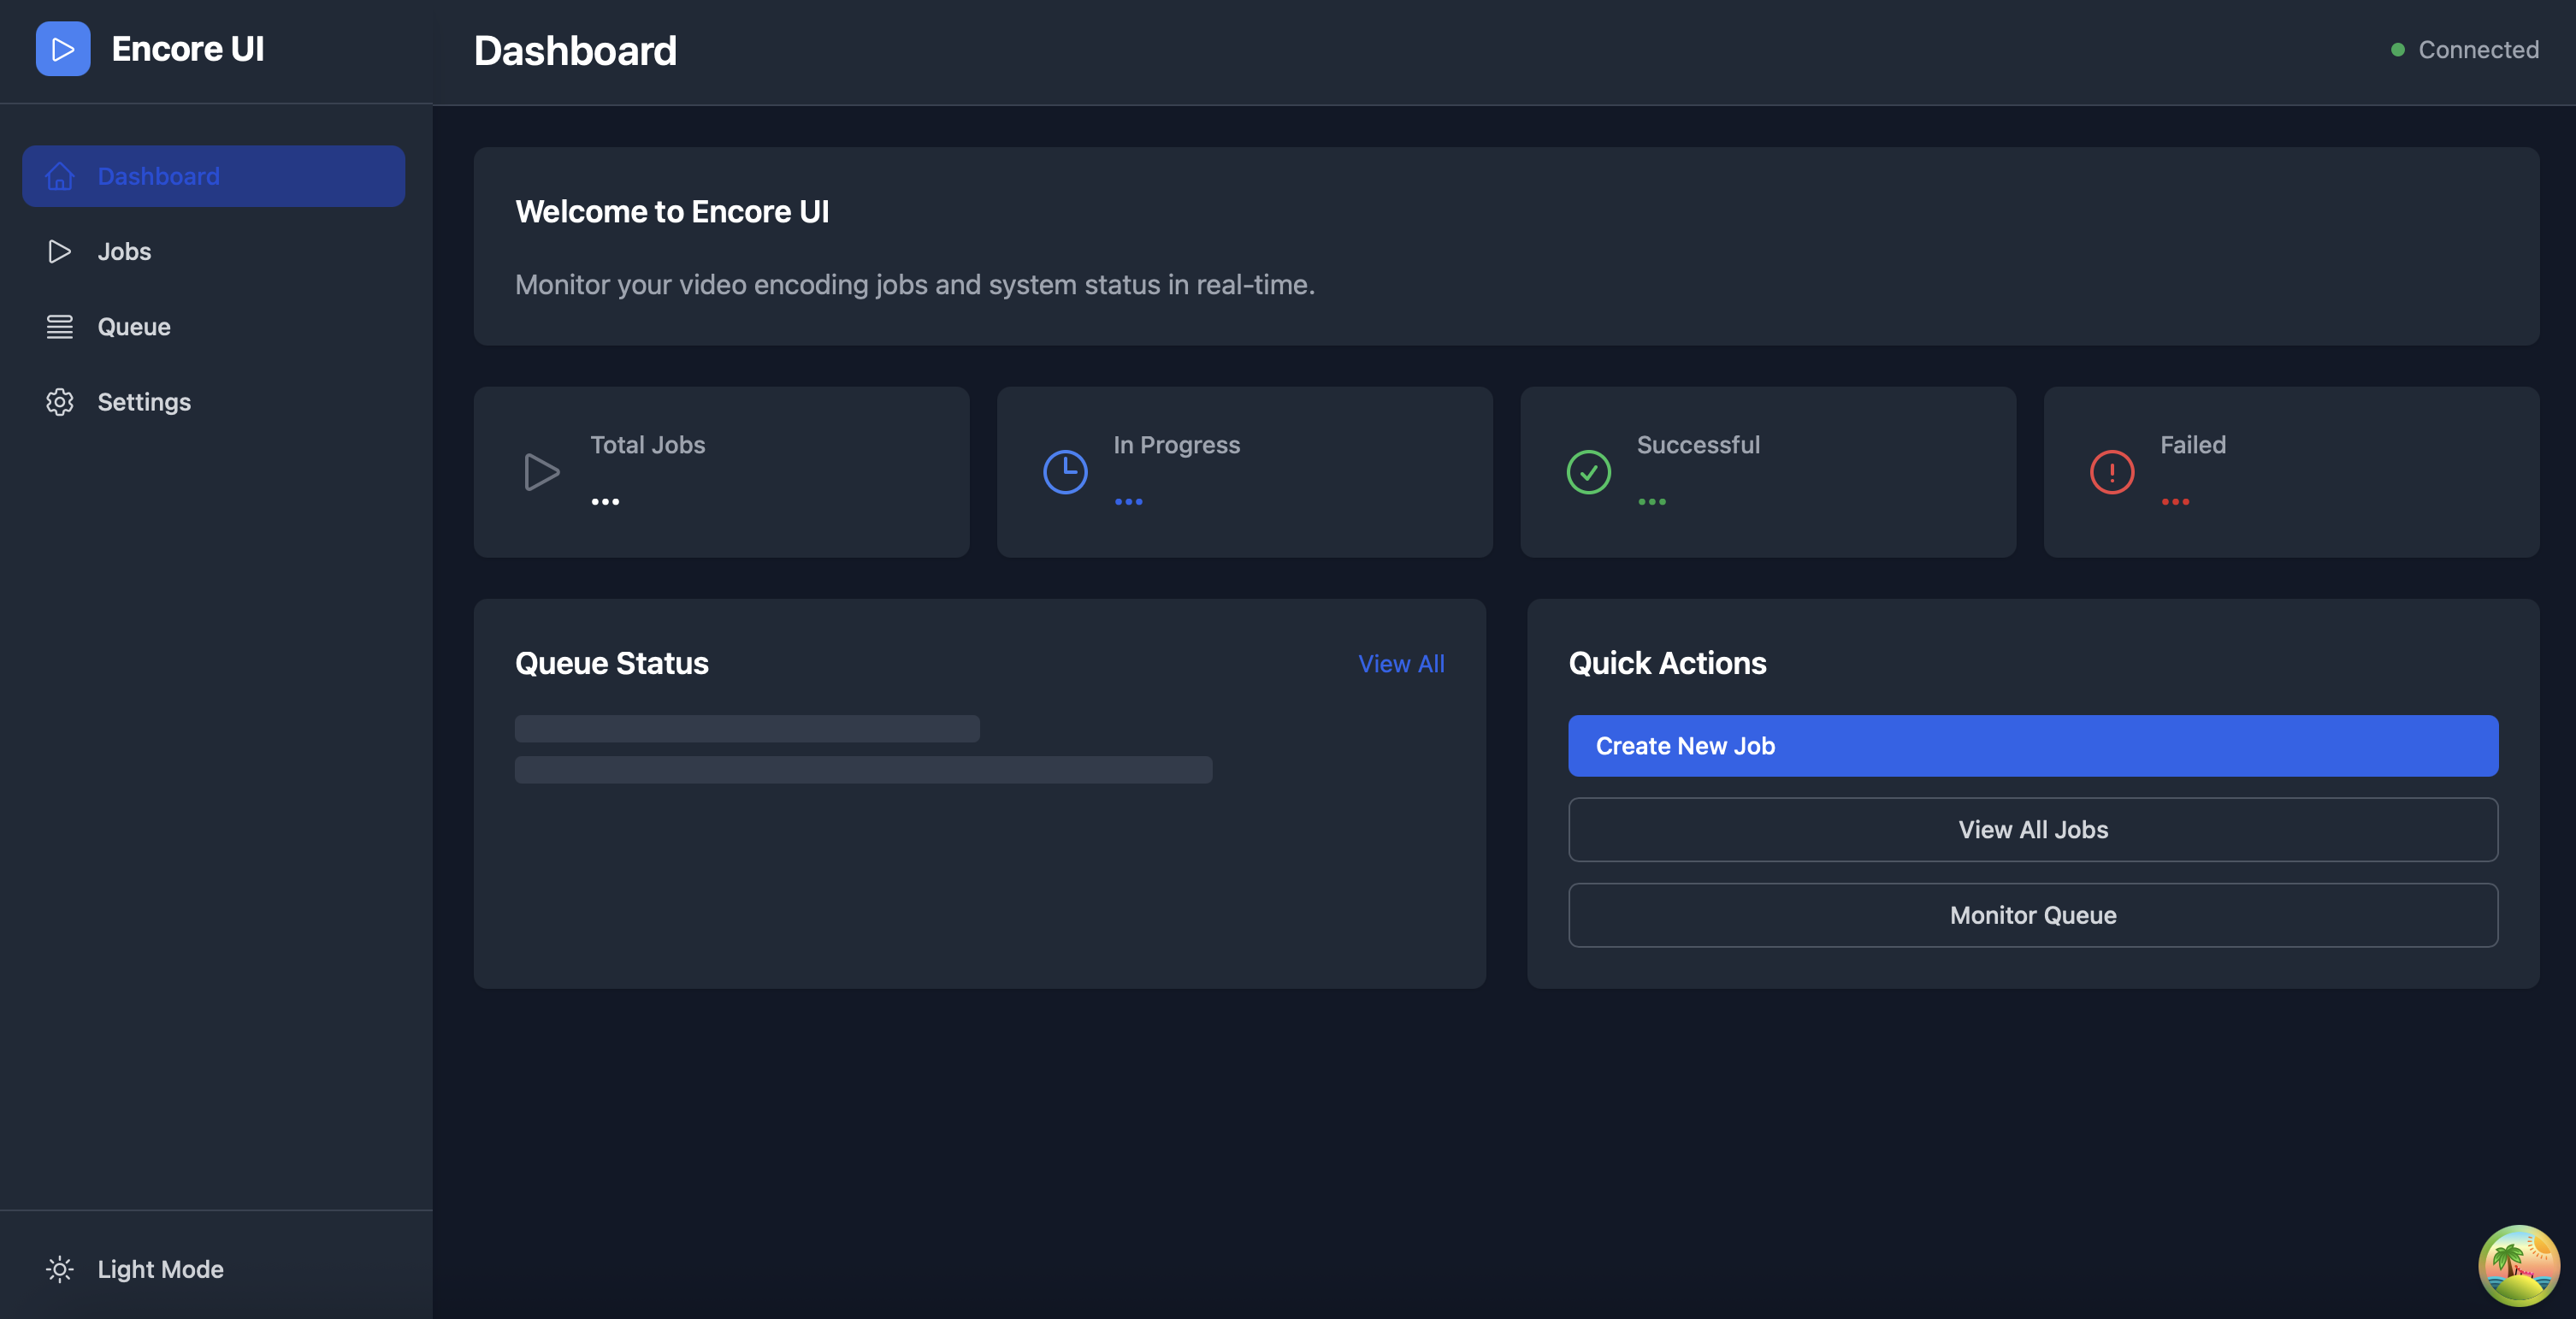 Encore UI
Dashboard
Connected
Dashboard
Jobs
Queue
Settings
Light Mode
Welcome to Encore UI
Monitor your video encoding jobs and system status in real-time.
Total Jobs
...
In Progress
...
Successful
...
Failed
...
Queue Status
View All
Quick Actions
Create New Job
View All Jobs
Monitor Queue